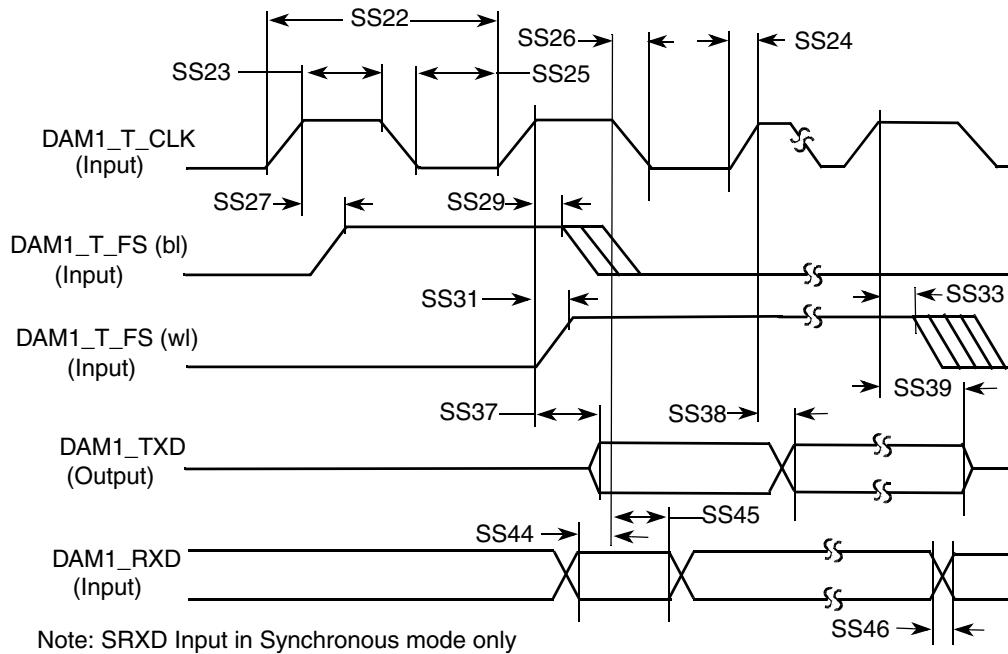 SS22
SS26
SS24
SS23
SS25
DAM1_T_CLK
(Input)
SS27
SS29
DAM1_T_FS (bl)
(Input)
SS31
SS33
DAM1_T_FS (wl)
(Input)
SS39
SS37
SS38
DAM1_TXD
(Output)
SS45
SS44
DAM1_RXD
(Input)
SS46
Note: SRXD Input in Synchronous mode only